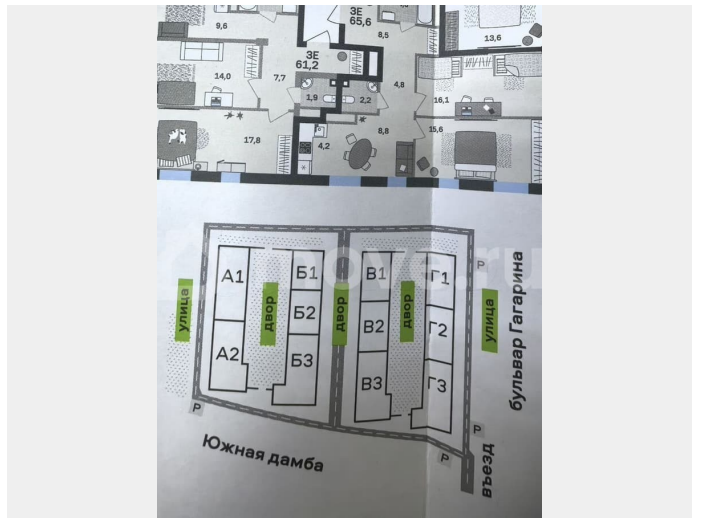 3Е
65,6
9,6
8,5
13,6
3Е
61,2
14,0
7,7
4,8
16,1
1,9
2,2
17,8
4,2
8,8
15,6
move.ru
А1
Б1
В1
Г1
Р
улица
двор
двор
двор
улица
Б2
В2
Г2
А2
Б3
В3
Г3
бульвар Гагарина
Р
Р
Р
Южная дамба
въезд